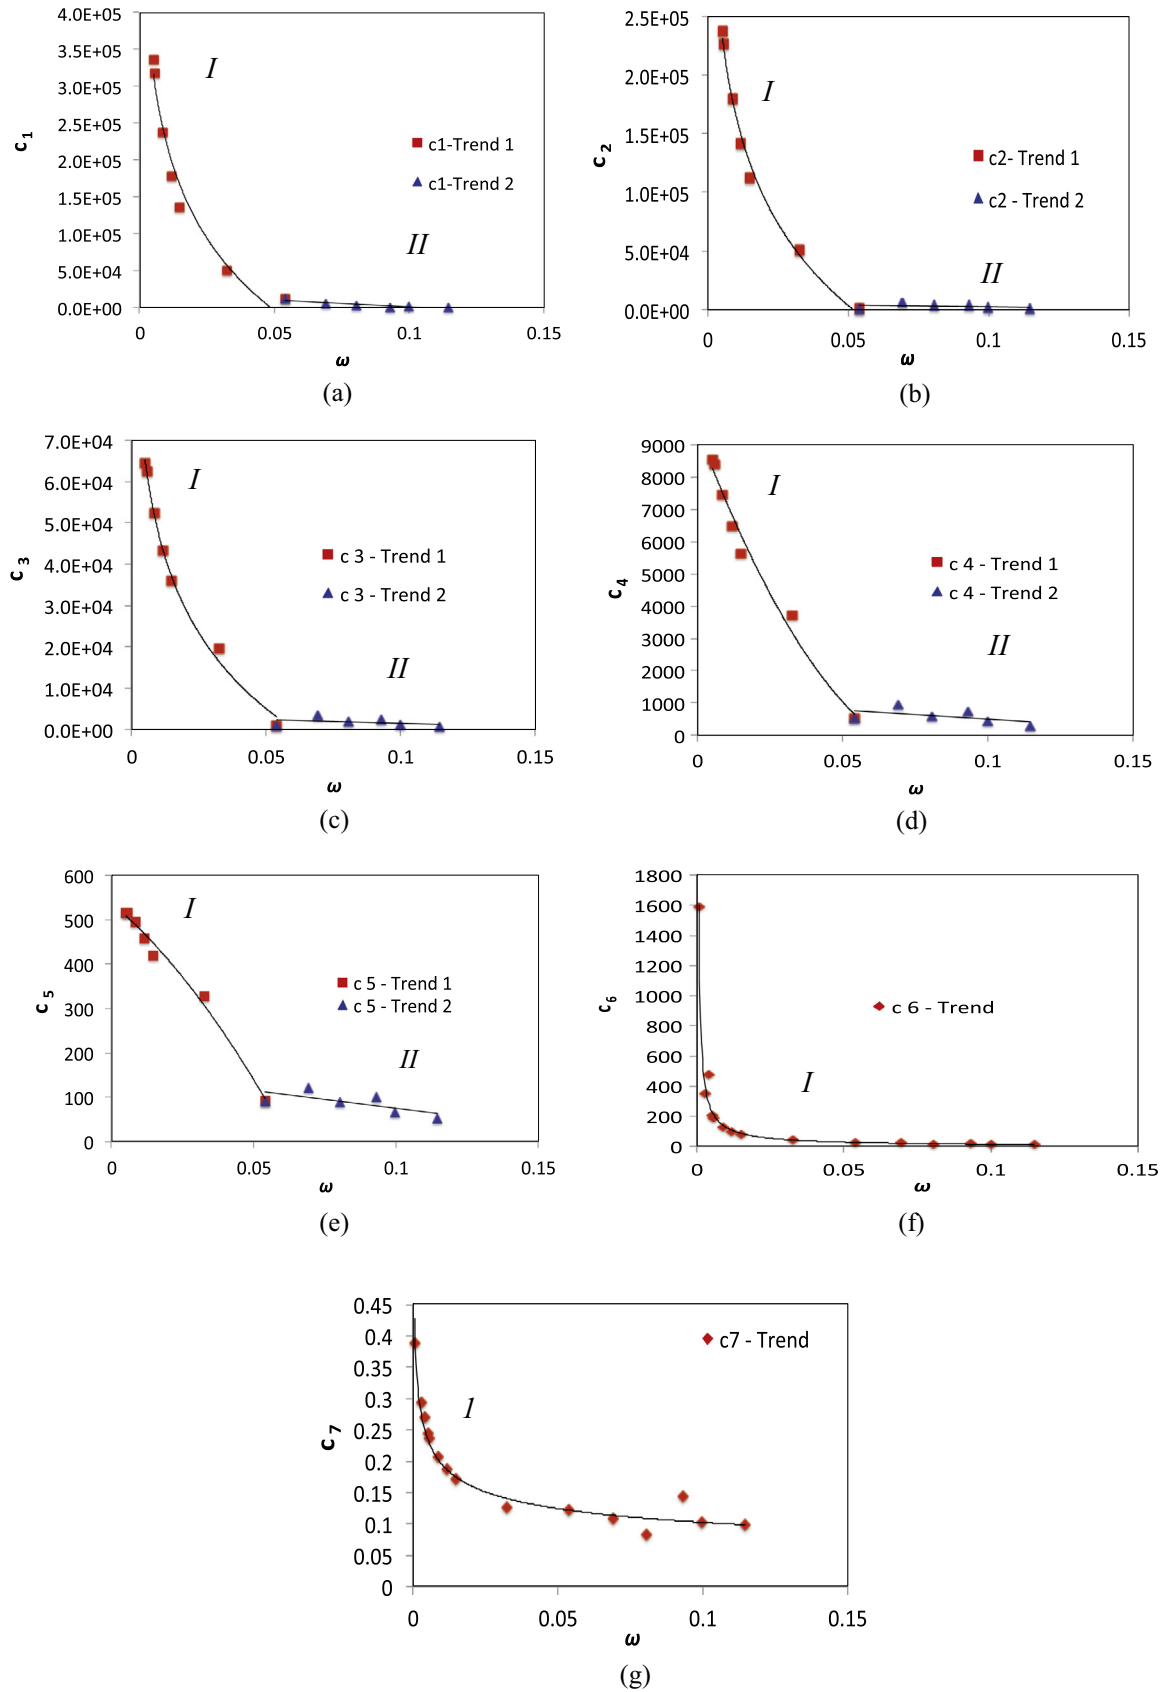 4.0E+05
3.5E+05
3.0E+05
2.5E+05
2.0E+05
1.5E+05
1.0E+05
5.0E+04
0.0E+00
c 1
I
II
c1-Trend 1
c1-Trend 2
0 0.05 0.1 0.15
ω
(a)
2.5E+05
2.0E+05
1.5E+05
1.0E+05
5.0E+04
0.0E+00
c 2
I
II
c2- Trend 1
c2 - Trend 2
0 0.05 0.1 0.15
ω
(b)
7.0E+04
6.0E+04
5.0E+04
4.0E+04
3.0E+04
2.0E+04
1.0E+04
0.0E+00
c 3
I
II
c 3 - Trend 1
c 3 - Trend 2
0 0.05 0.1 0.15
ω
(c)
9000
8000
7000
6000
5000
4000
3000
2000
1000
0
c 4
I
II
c 4 - Trend 1
c 4 - Trend 2
0 0.05 0.1 0.15
ω
(d)
600
500
400
300
200
100
0
c 5
I
II
c 5 - Trend 1
c 5 - Trend 2
0 0.05 0.1 0.15
ω
(e)
1800
1600
1400
1200
1000
800
600
400
200
0
c 6
I
c 6 - Trend
0 0.05 0.1 0.15
ω
(f)
0.45
0.4
0.35
0.3
0.25
0.2
0.15
0.1
0.05
0
c 7
1
c7 - Trend
0 0.05 0.1 0.15
ω
(g)